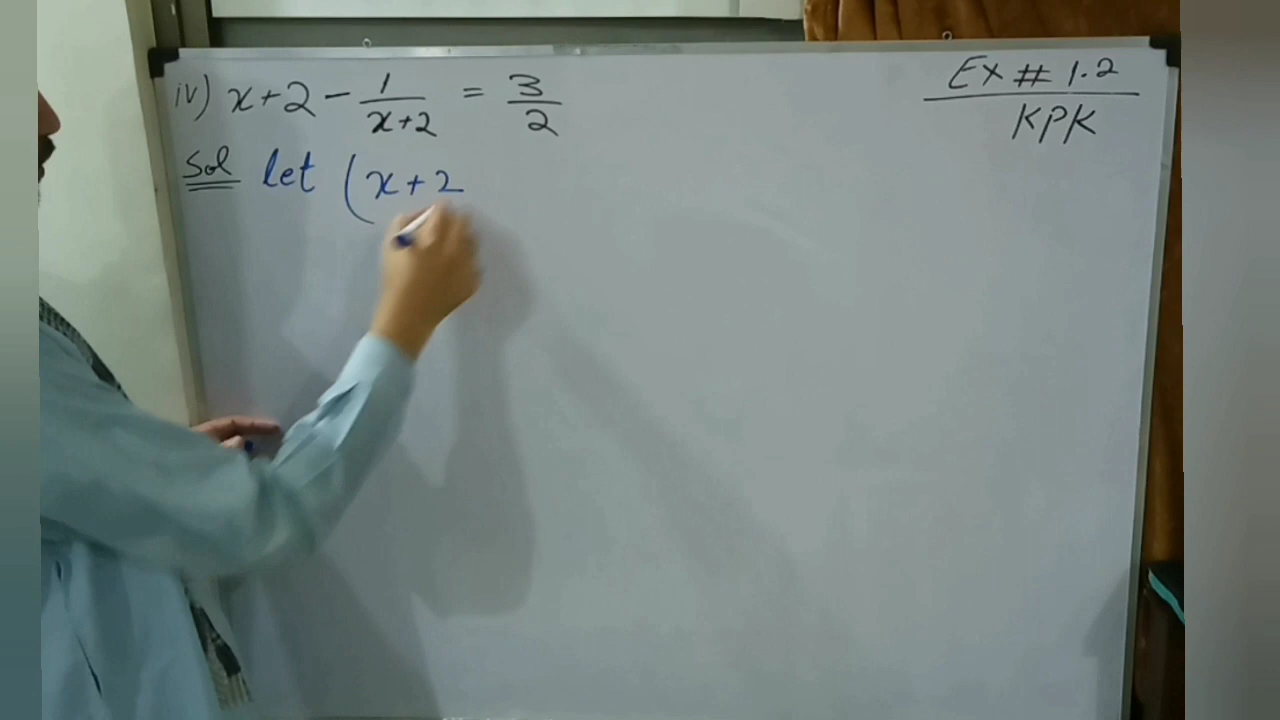 iv) x+2 - 1/(x+2) = 3/2
Ex # 1.2
KPK
Sol let (x+2